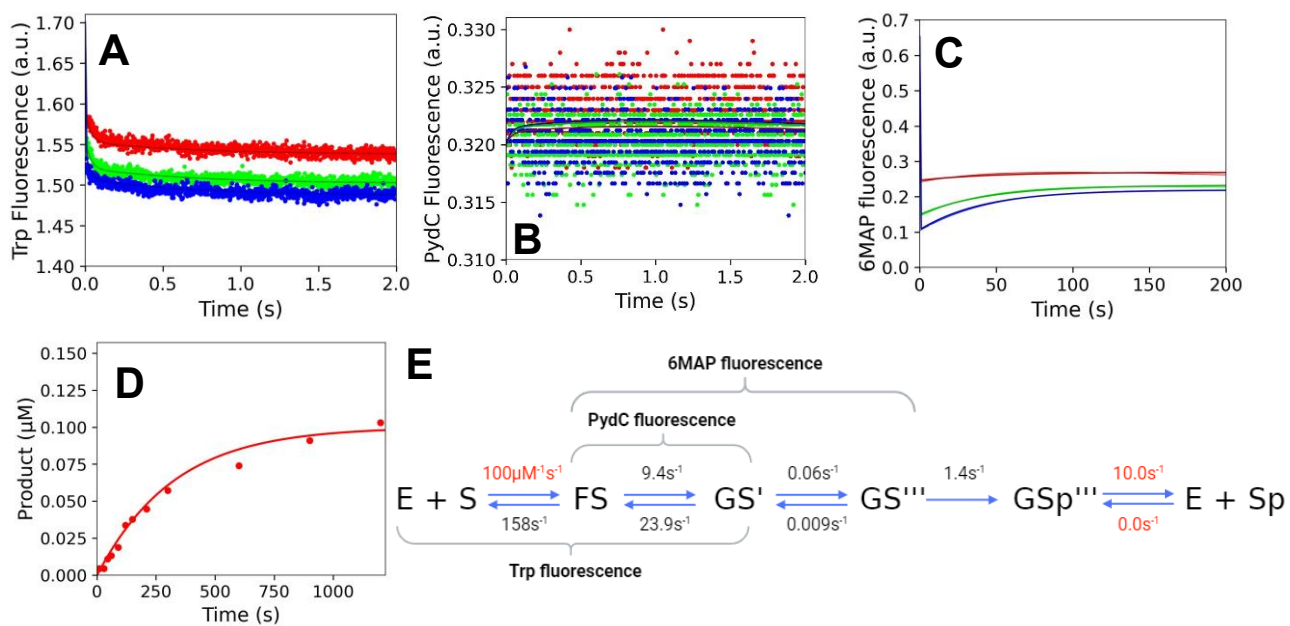 A
Trp Fluorescence (a.u.)
1.70
1.65
1.60
1.55
1.50
1.45
1.40
0.0 0.5 1.0 1.5 2.0
Time (s)
B
PydC Fluorescence (a.u.)
0.330
0.325
0.320
0.315
0.310
0.0 0.5 1.0 1.5 2.0
Time (s)
C
6MAP fluorescence (a.u.)
0.7
0.6
0.5
0.4
0.3
0.2
0.1
0.0
0 50 100 150 200
Time (s)
D
Product (μM)
0.150
0.125
0.100
0.075
0.050
0.025
0.000
0 250 500 750 1000
Time (s)
E
6MAP fluorescence
PydC fluorescence
100μM⁻¹s⁻¹ 9.4s⁻¹ 0.06s⁻¹ 1.4s⁻¹ 10.0s⁻¹
E + S FS GS' GS''' GSp''' E + Sp
158s⁻¹ 23.9s⁻¹ 0.009s⁻¹ 0.0s⁻¹
Trp fluorescence